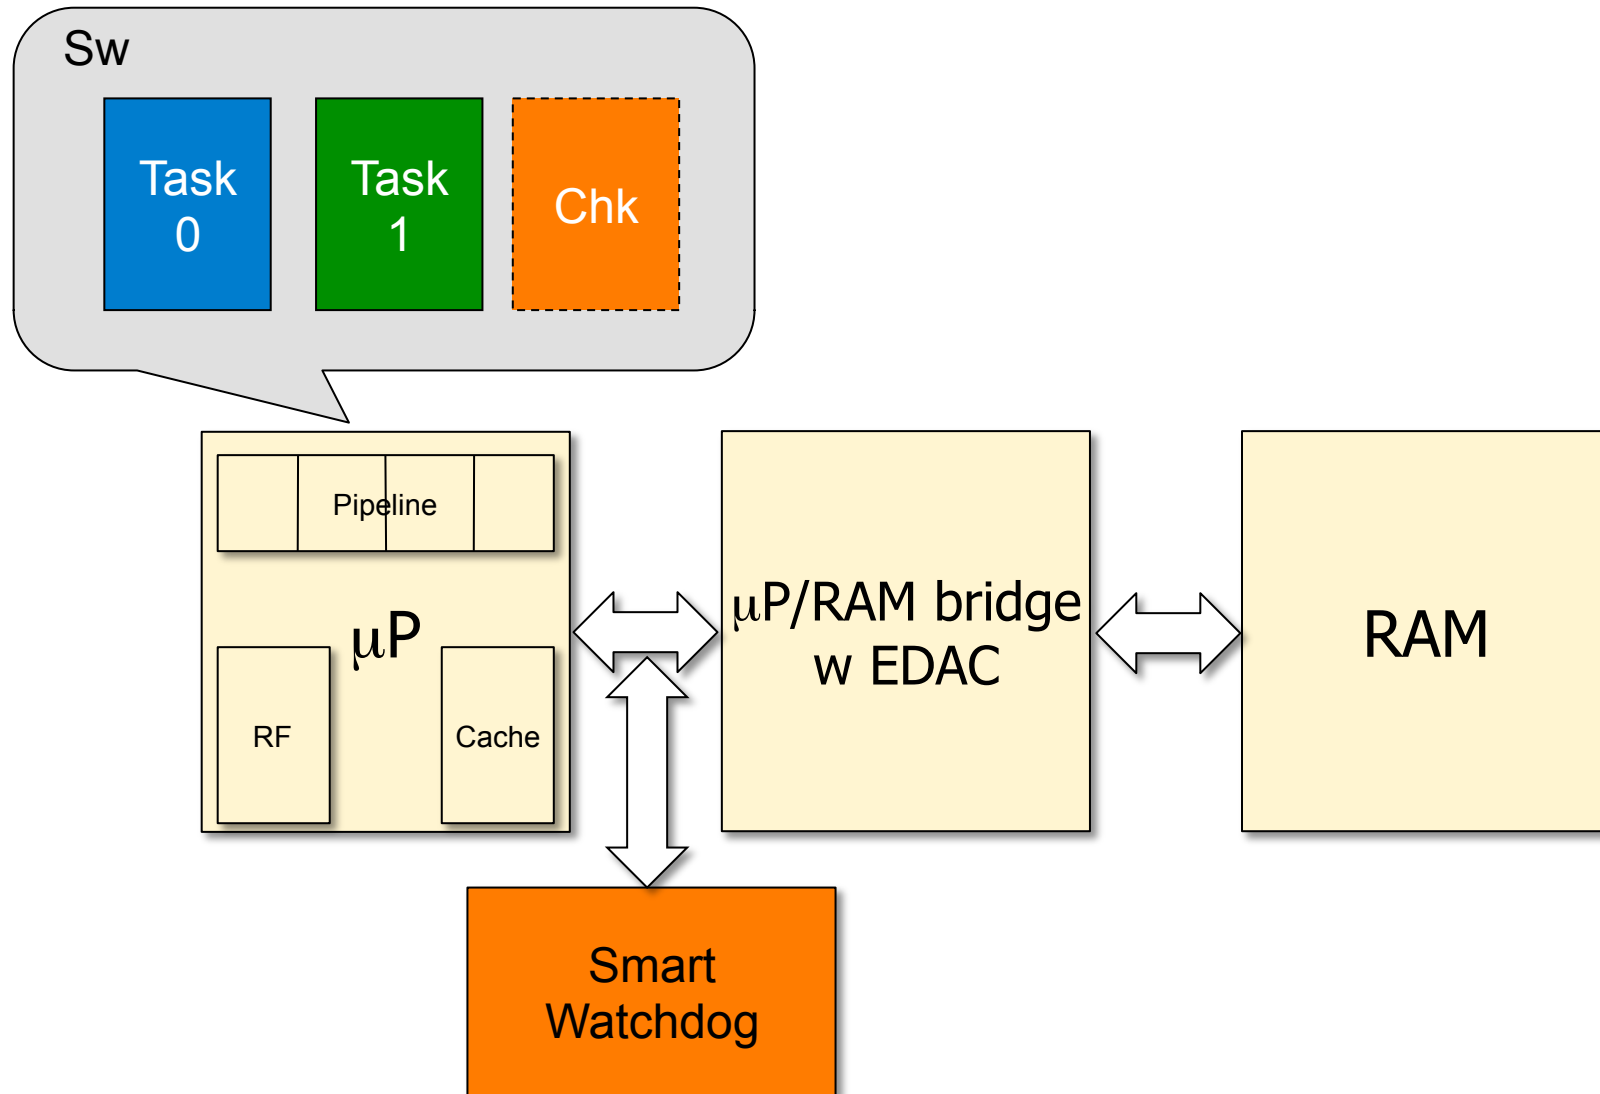 Sw
Task
0
Task
1
Chk
Pipeline
μP
RF
Cache
μP/RAM bridge
w EDAC
RAM
Smart
Watchdog